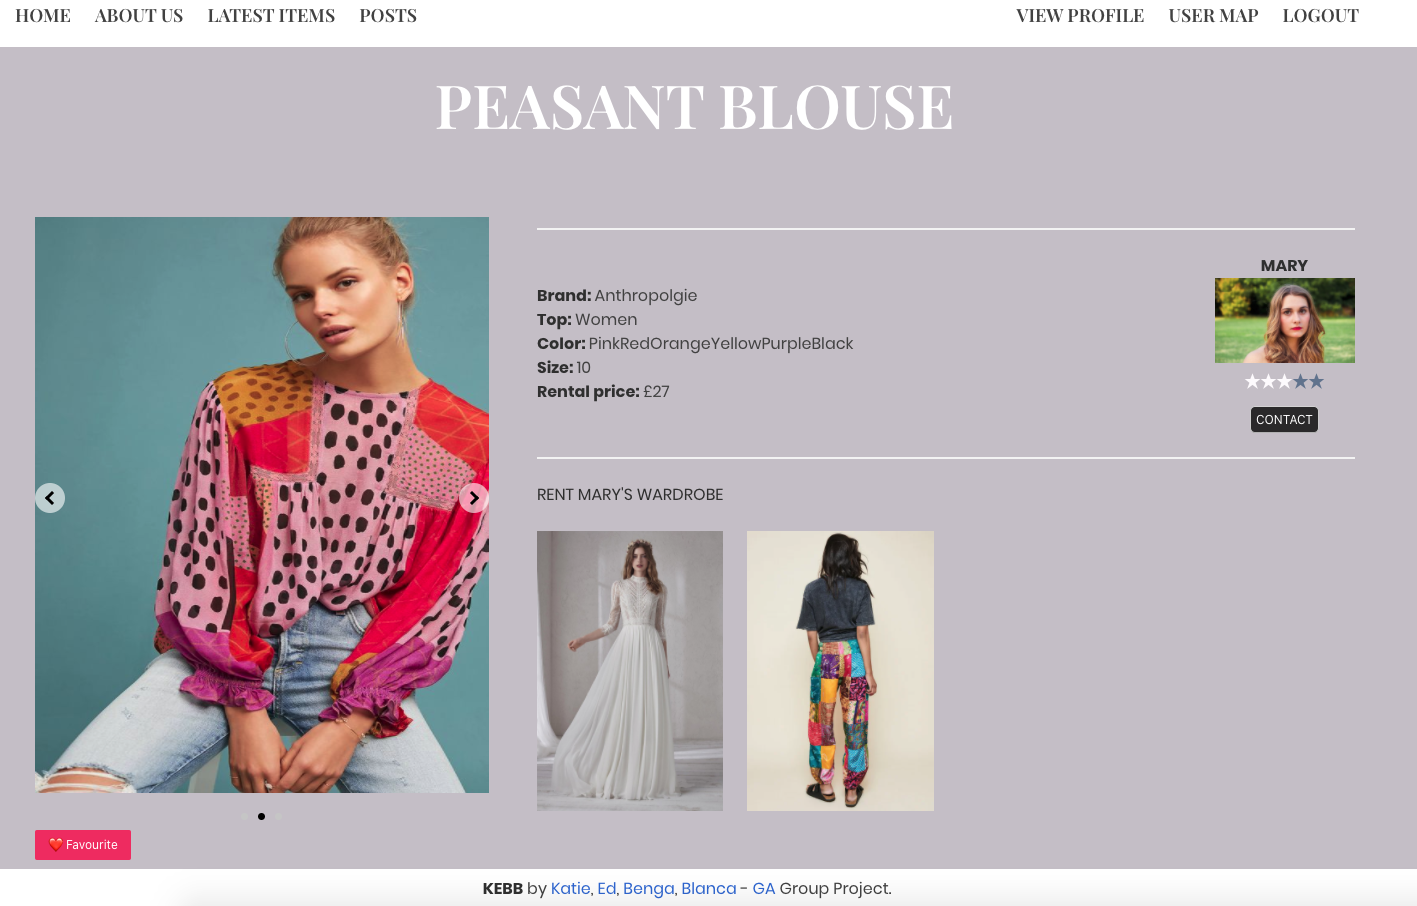 HOME ABOUT US LATEST ITEMS POSTS VIEW PROFILE USER MAP LOGOUT
PEASANT BLOUSE
MARY
Brand: Anthropolgie
Top: Women
Color: PinkRedOrangeYellowPurpleBlack
Size: 10
Rental price: £27
CONTACT
RENT MARY'S WARDROBE
❤️ Favourite
KEBB by Katie, Ed, Benga, Blanca - GA Group Project.